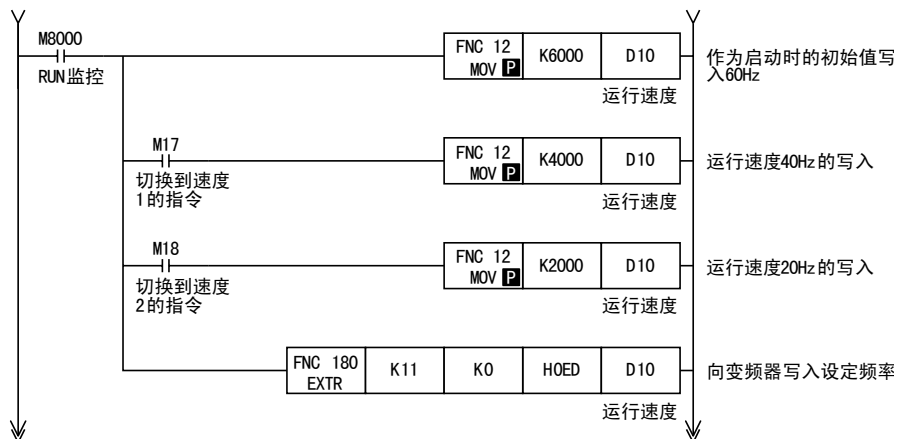 M8000
RUN监控
FNC 12
MOV P
K6000
D10
运行速度
作为启动时的初始值写
入60Hz
M17
切换到速度
1的指令
FNC 12
MOV P
K4000
D10
运行速度
运行速度40Hz的写入
M18
切换到速度
2的指令
FNC 12
MOV P
K2000
D10
运行速度
运行速度20Hz的写入
FNC 180
EXTR
K11
K0
H0ED
D10
运行速度
向变频器写入设定频率